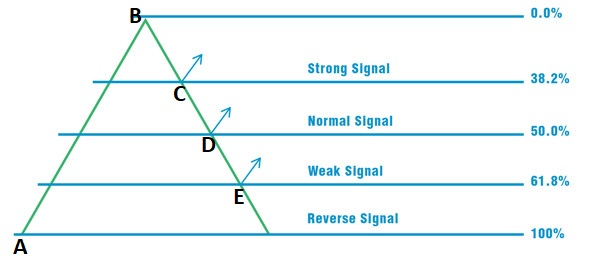 B
0.0%
Strong Signal
38.2%
C
Normal Signal
50.0%
D
Weak Signal
61.8%
E
Reverse Signal
100%
A